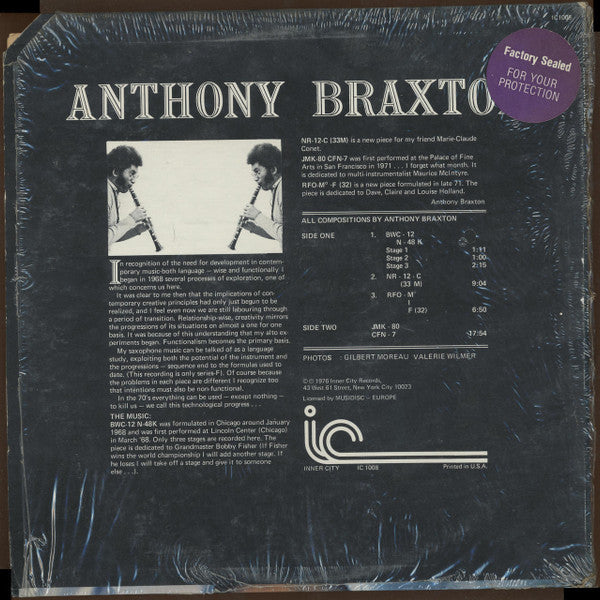 IC 1008
Factory Sealed
FOR YOUR
PROTECTION
ANTHONY BRAXTO
NR-12-C (33M) is a new piece for my friend Marie-Claude
Conet.
JMK-80 CFN-7 was first performed at the Palace of Fine
Arts in San Francisco in 1971 . . . I forget what month. It
is dedicated to multi-instrumentalist Maurice McIntyre.
RFO-M° -F (32) is a new piece formulated in late 71. The
piece is dedicated to Dave, Claire and Louise Holland.
Anthony Braxton
In recognition of the need for development in contem-
porary music-both language – wise and functionally I
began in 1968 several processes of exploration, one of
which concerns us here.
It was clear to me then that the implications of con-
temporary creative principles had only just begun to be
realized, and I feel even now we are still labouring through
a period of transition. Relationship-wise, creativity mirrors
the progressions of its situations on almost a one for one
basis. It was because of this understanding that my alto ex-
periments began. Functionalism becomes the primary basis.
My saxophone music can be talked of as a language
study, exploiting both the potential of the instrument and
the progressions – sequence end to the formulas used to
date. (This recording is only series-F). Of course because
the problems in each piece are different I recognize too
that intentions must also be non-functional.
In the 70's everything can be used – except nothing –
to kill us – we call this technological progress . . .
THE MUSIC:
BWC-12 N-48K was formulated in Chicago around January
1968 and was first performed at Lincoln Center (Chicago)
in March '68. Only three stages are recorded here. The
piece is dedicated to Grandmaster Bobby Fisher (If Fisher
wins the world championship I will add another stage. If
he loses I will take off a stage and give it to someone
else . . .).
ALL COMPOSITIONS BY ANTHONY BRAXTON
SIDE ONE 1. BWC - 12
N - 48 K
Stage 1 1:11
Stage 2 1:00
Stage 3 2:15
2. NR - 12 - C
(33 M) 9:04
3. RFO - M°
I
F (32) 6:50
SIDE TWO JMK - 80
CFN - 7 -17:54
PHOTOS : GILBERT MOREAU VALERIE WILMER
℗ © 1976 Inner City Records,
43 West 61 Street, New York City 10023
Licensed by MUSIDISC - EUROPE
ic
INNER CITY IC 1008 Printed in U.S.A.